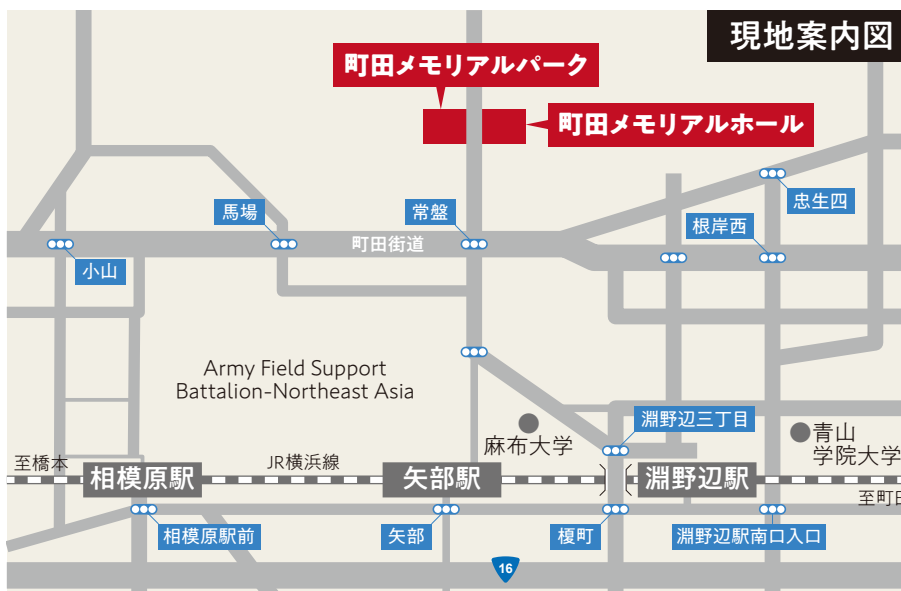 現地案内図
町田メモリアルパーク
町田メモリアルホール
忠生四
馬場
常盤
根岸西
町田街道
小山
Army Field Support
Battalion-Northeast Asia
淵野辺三丁目
麻布大学
青山
学院大学
至橋本
JR横浜線
相模原駅
矢部駅
淵野辺駅
至町田
相模原駅前
矢部
榎町
淵野辺駅南口入口
16